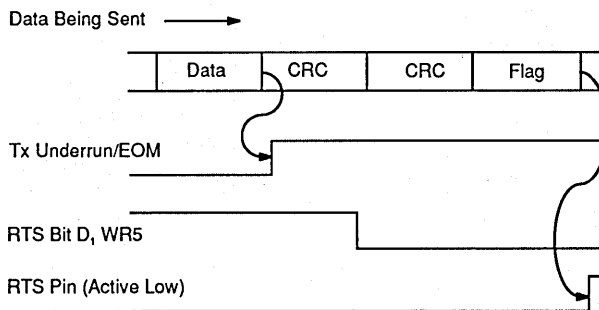 Data Being Sent
Data CRC CRC Flag
Tx Underrun/EOM
RTS Bit D₁ WR5
RTS Pin (Active Low)